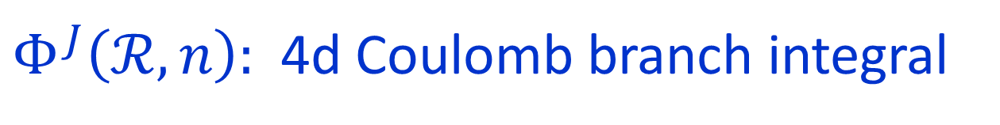 Φ^J(ℛ, n): 4d Coulomb branch integral